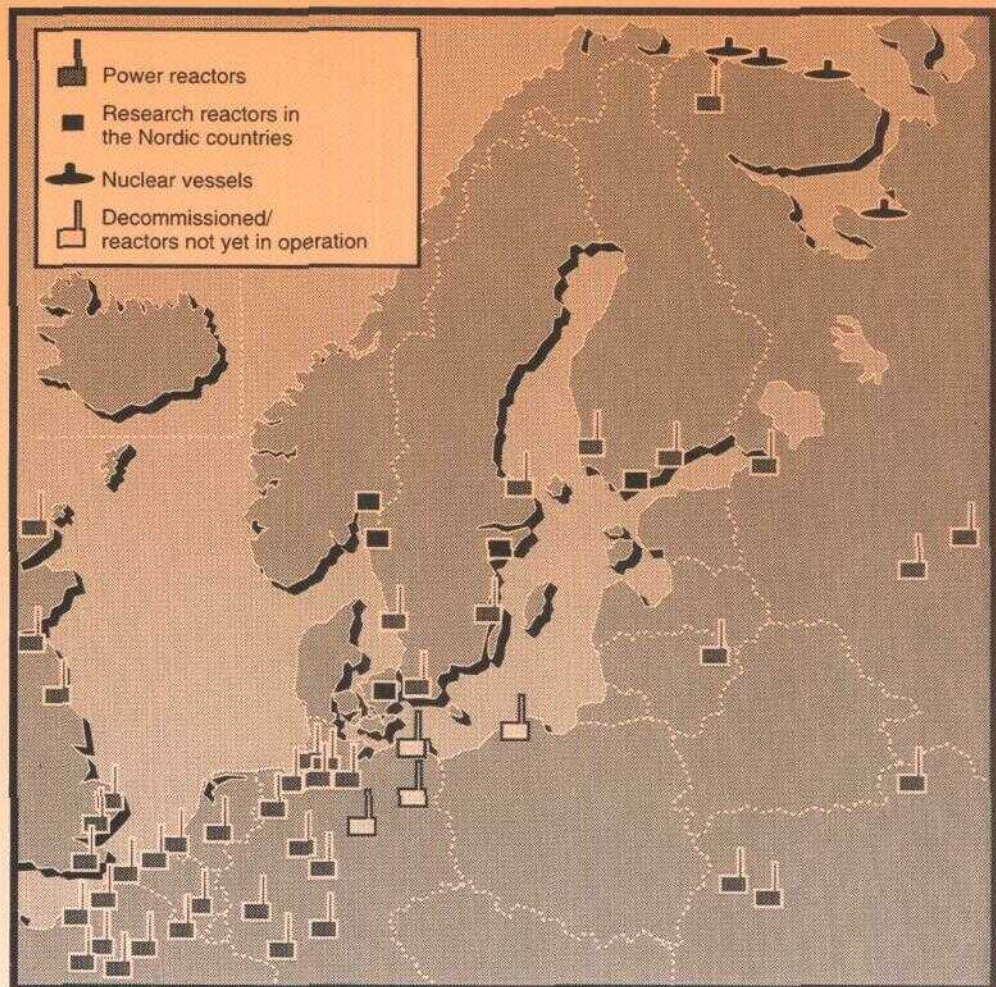 Power reactors
Research reactors in
the Nordic countries
Nuclear vessels
Decommissioned/
reactors not yet in operation